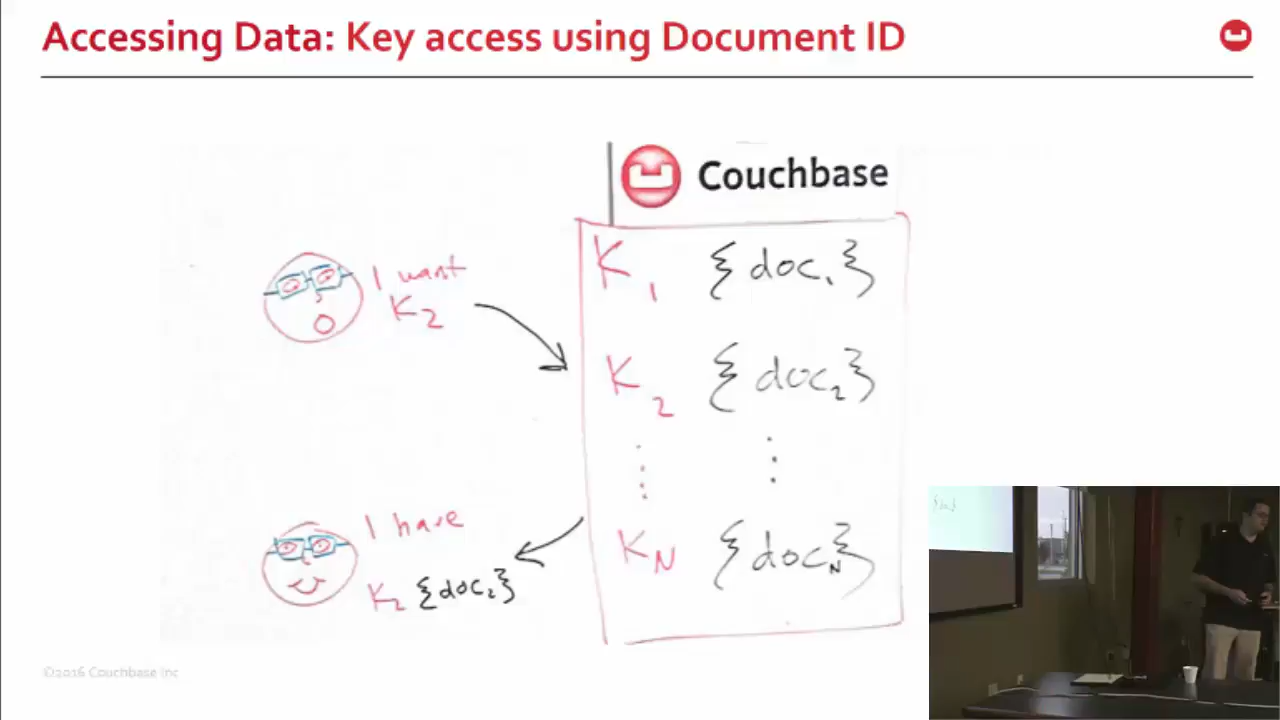 Accessing Data: Key access using Document ID
Couchbase
K1 {doc1}
I want
K2
K2 {doc2}
I have
K2 {doc2}
KN {docN}
©2016 Couchbase Inc